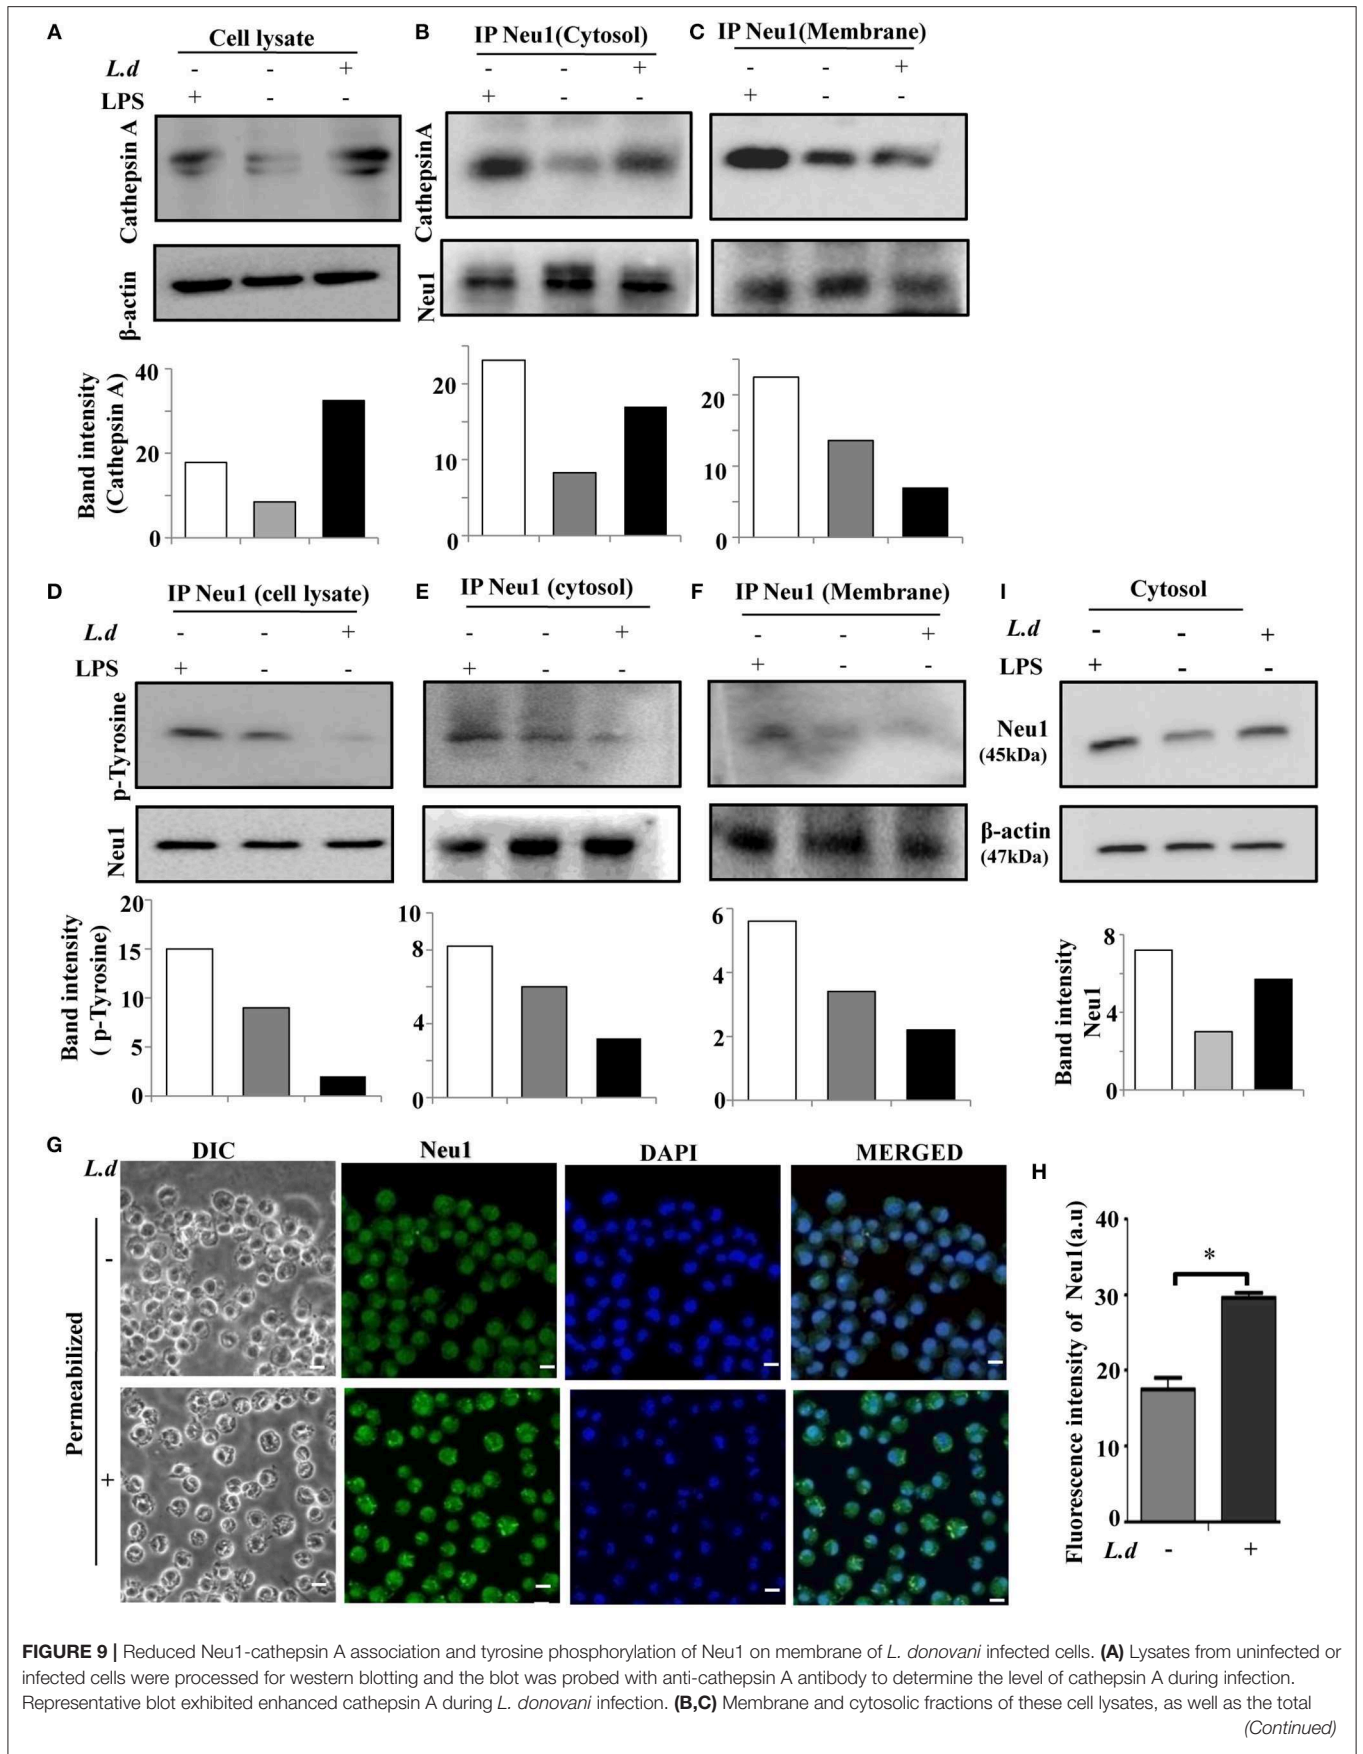 A
Cell lysate
L.d - - +
LPS + - -
Cathepsin A
β-actin
Band intensity
(Cathepsin A)
40
20
0
B
IP Neu1(Cytosol)
- - +
+ - -
CathepsinA
Neu1
20
10
0
C
IP Neu1(Membrane)
- - +
+ - -
20
10
0
D
IP Neu1 (cell lysate)
L.d - - +
LPS + - -
p-Tyrosine
Neu1
Band intensity
( p-Tyrosine)
20
15
10
5
0
E
IP Neu1 (cytosol)
- - +
+ - -
10
8
4
0
F
IP Neu1 (Membrane)
- - +
+ - -
6
4
2
0
I
Cytosol
L.d - - +
LPS + - -
Neu1
(45kDa)
β-actin
(47kDa)
Band intensity
Neu1
8
4
0
G
DIC Neu1 DAPI MERGED
L.d
Permeabilized
-
+
H
Fluorescence intensity of Neu1(a.u)
40
30
20
10
0
*
L.d - +
FIGURE 9 | Reduced Neu1-cathepsin A association and tyrosine phosphorylation of Neu1 on membrane of L. donovani infected cells. (A) Lysates from uninfected or
infected cells were processed for western blotting and the blot was probed with anti-cathepsin A antibody to determine the level of cathepsin A during infection.
Representative blot exhibited enhanced cathepsin A during L. donovani infection. (B,C) Membrane and cytosolic fractions of these cell lysates, as well as the total
(Continued)